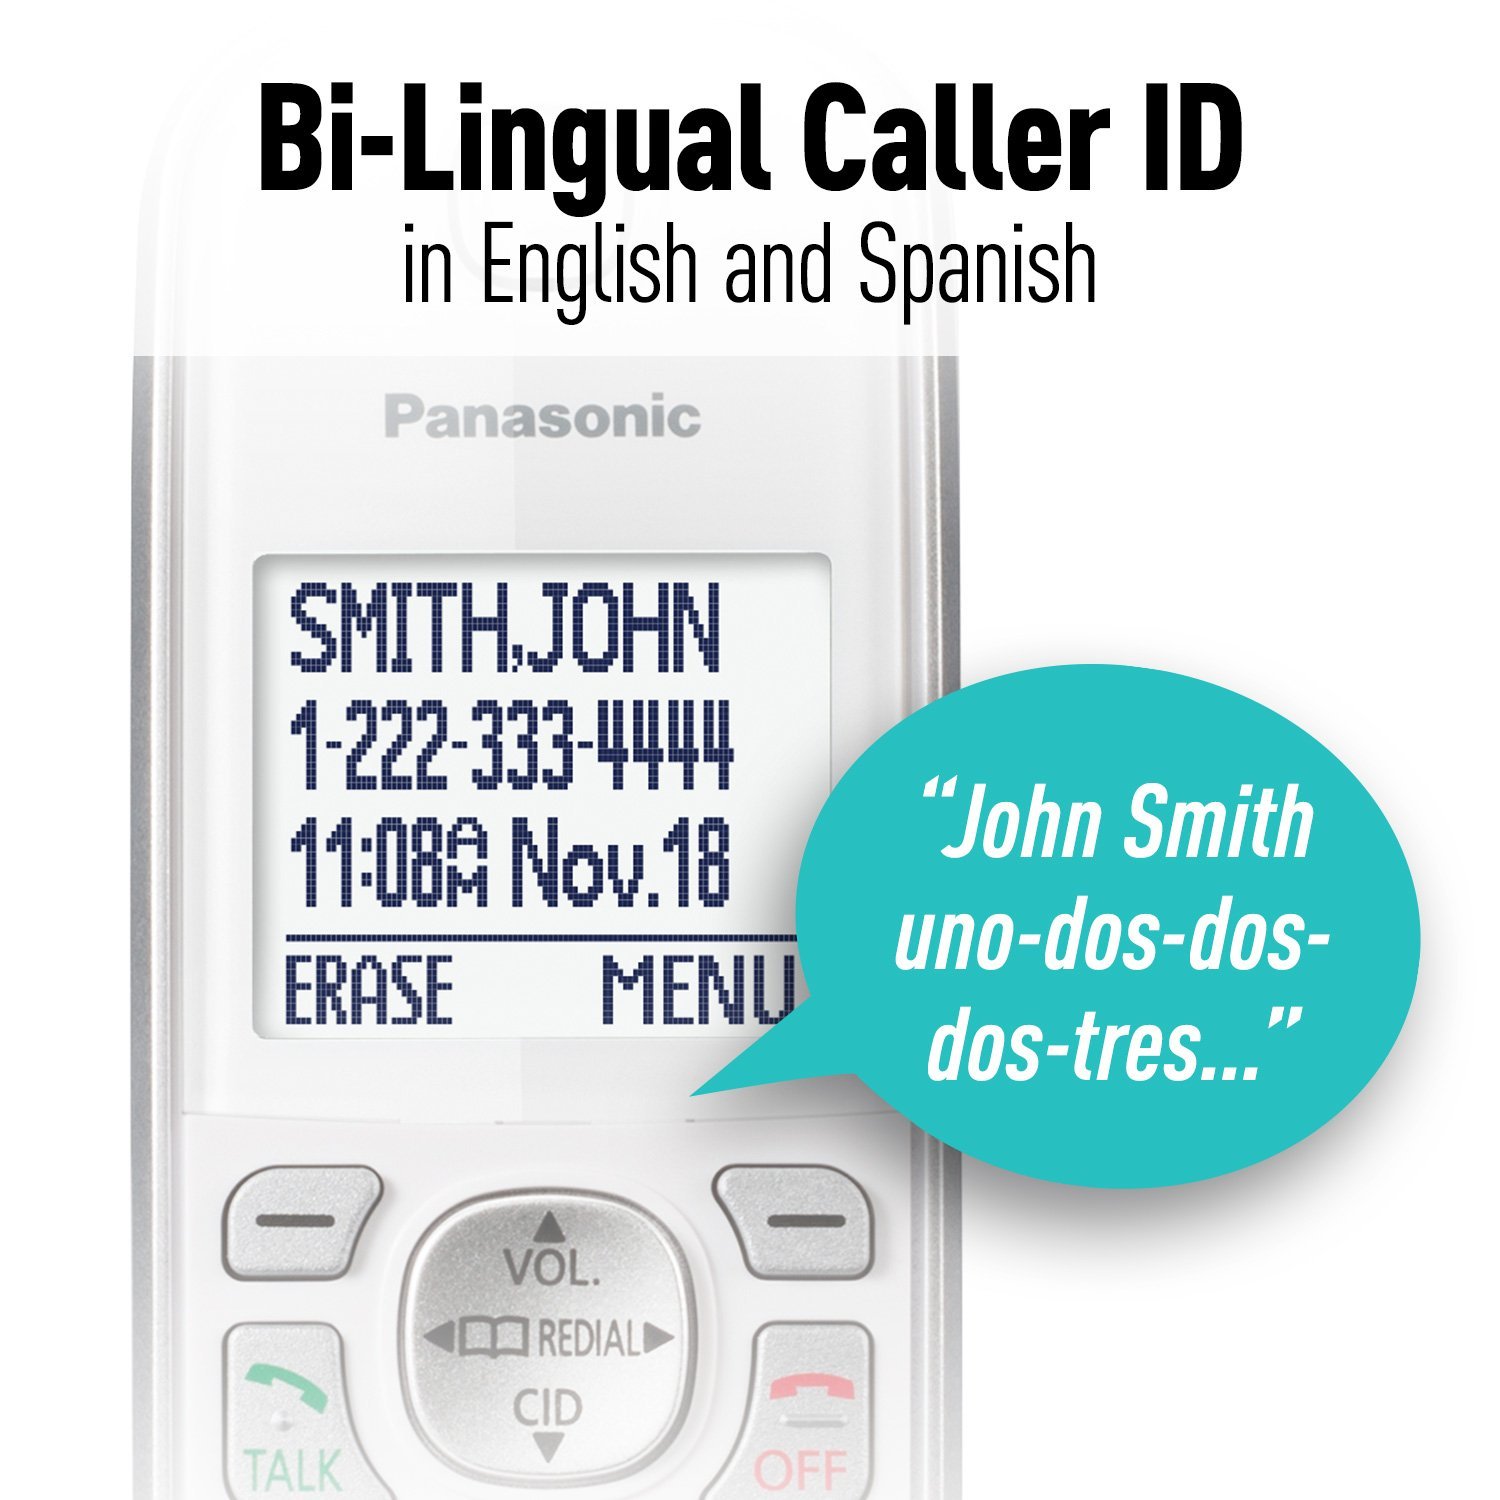 Bi-Lingual Caller ID
in English and Spanish
Panasonic
SMITH,JOHN
1-222-333-4444
11:08AM Nov.18
ERASE MENU
“John Smith
uno-dos-dos-
dos-tres...”
VOL.
REDIAL
CID
TALK
OFF